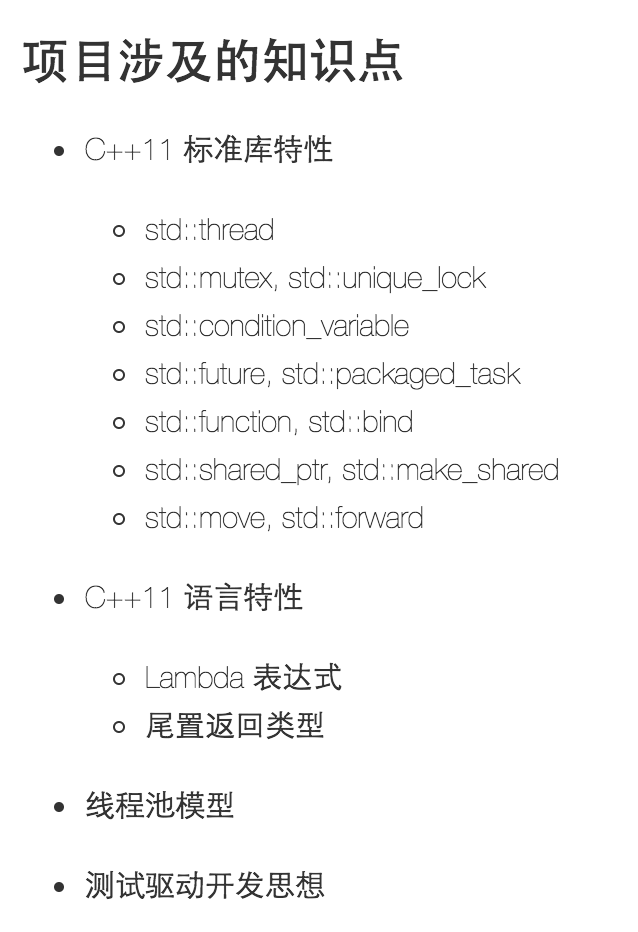 项目涉及的知识点
C++11 标准库特性
std::thread
std::mutex, std::unique_lock
std::condition_variable
std::future, std::packaged_task
std::function, std::bind
std::shared_ptr, std::make_shared
std::move, std::forward
C++11 语言特性
Lambda 表达式
尾置返回类型
线程池模型
测试驱动开发思想